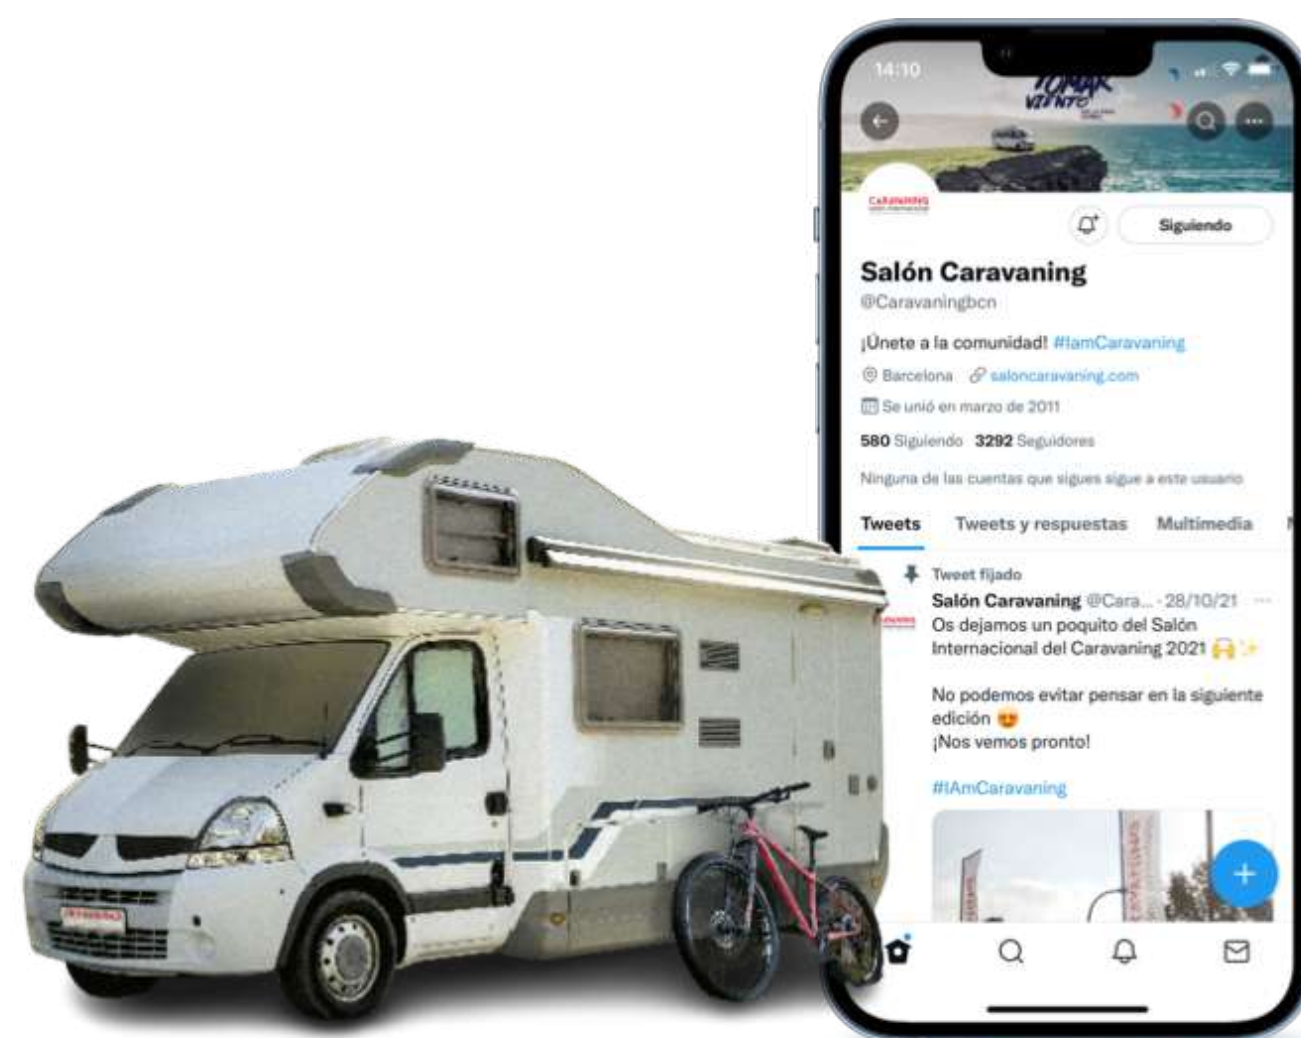 14:10
TOMAR
VIENTO
CARAVANING
Siguiendo
Salón Caravaning
@Caravaningbcn
¡Únete a la comunidad! #IamCaravaning
Barcelona saloncaravaning.com
Se unió en marzo de 2011
580 Siguiendo 3292 Seguidores
Ninguna de las cuentas que sigues sigue a este usuario
Tweets Tweets y respuestas Multimedia
Tweet fijado
Salón Caravaning @Cara... · 28/10/21
Os dejamos un poquito del Salón
Internacional del Caravaning 2021
No podemos evitar pensar en la siguiente
edición 😍
¡Nos vemos pronto!
#IAmCaravaning